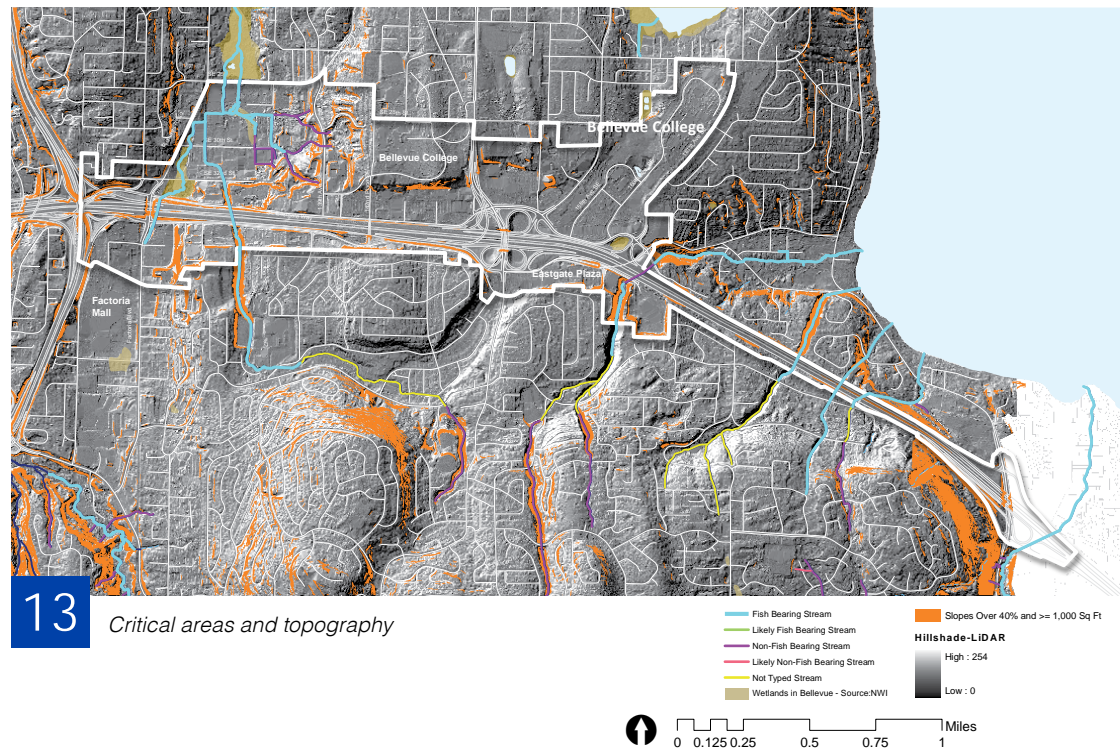 Bellevue College
Bellevue College
Eastgate Plaza
Factoria
Mall
13
Critical areas and topography
Fish Bearing Stream
Likely Fish Bearing Stream
Non-Fish Bearing Stream
Likely Non-Fish Bearing Stream
Not Typed Stream
Wetlands in Bellevue - Source:NWI
Slopes Over 40% and >= 1,000 Sq Ft
Hillshade-LiDAR
High : 254
Low : 0
Miles
0 0.125 0.25 0.5 0.75 1